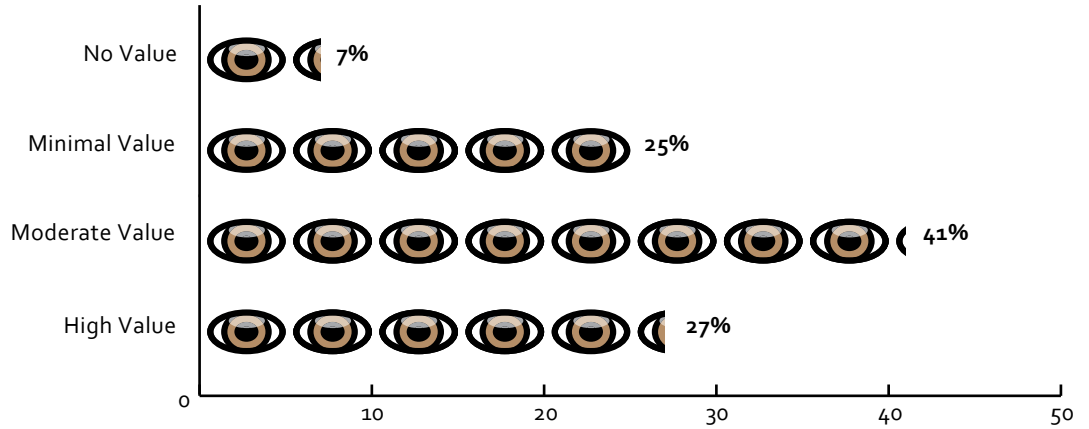 No Value
7%
Minimal Value
25%
Moderate Value
41%
High Value
27%
0
10
20
30
40
50